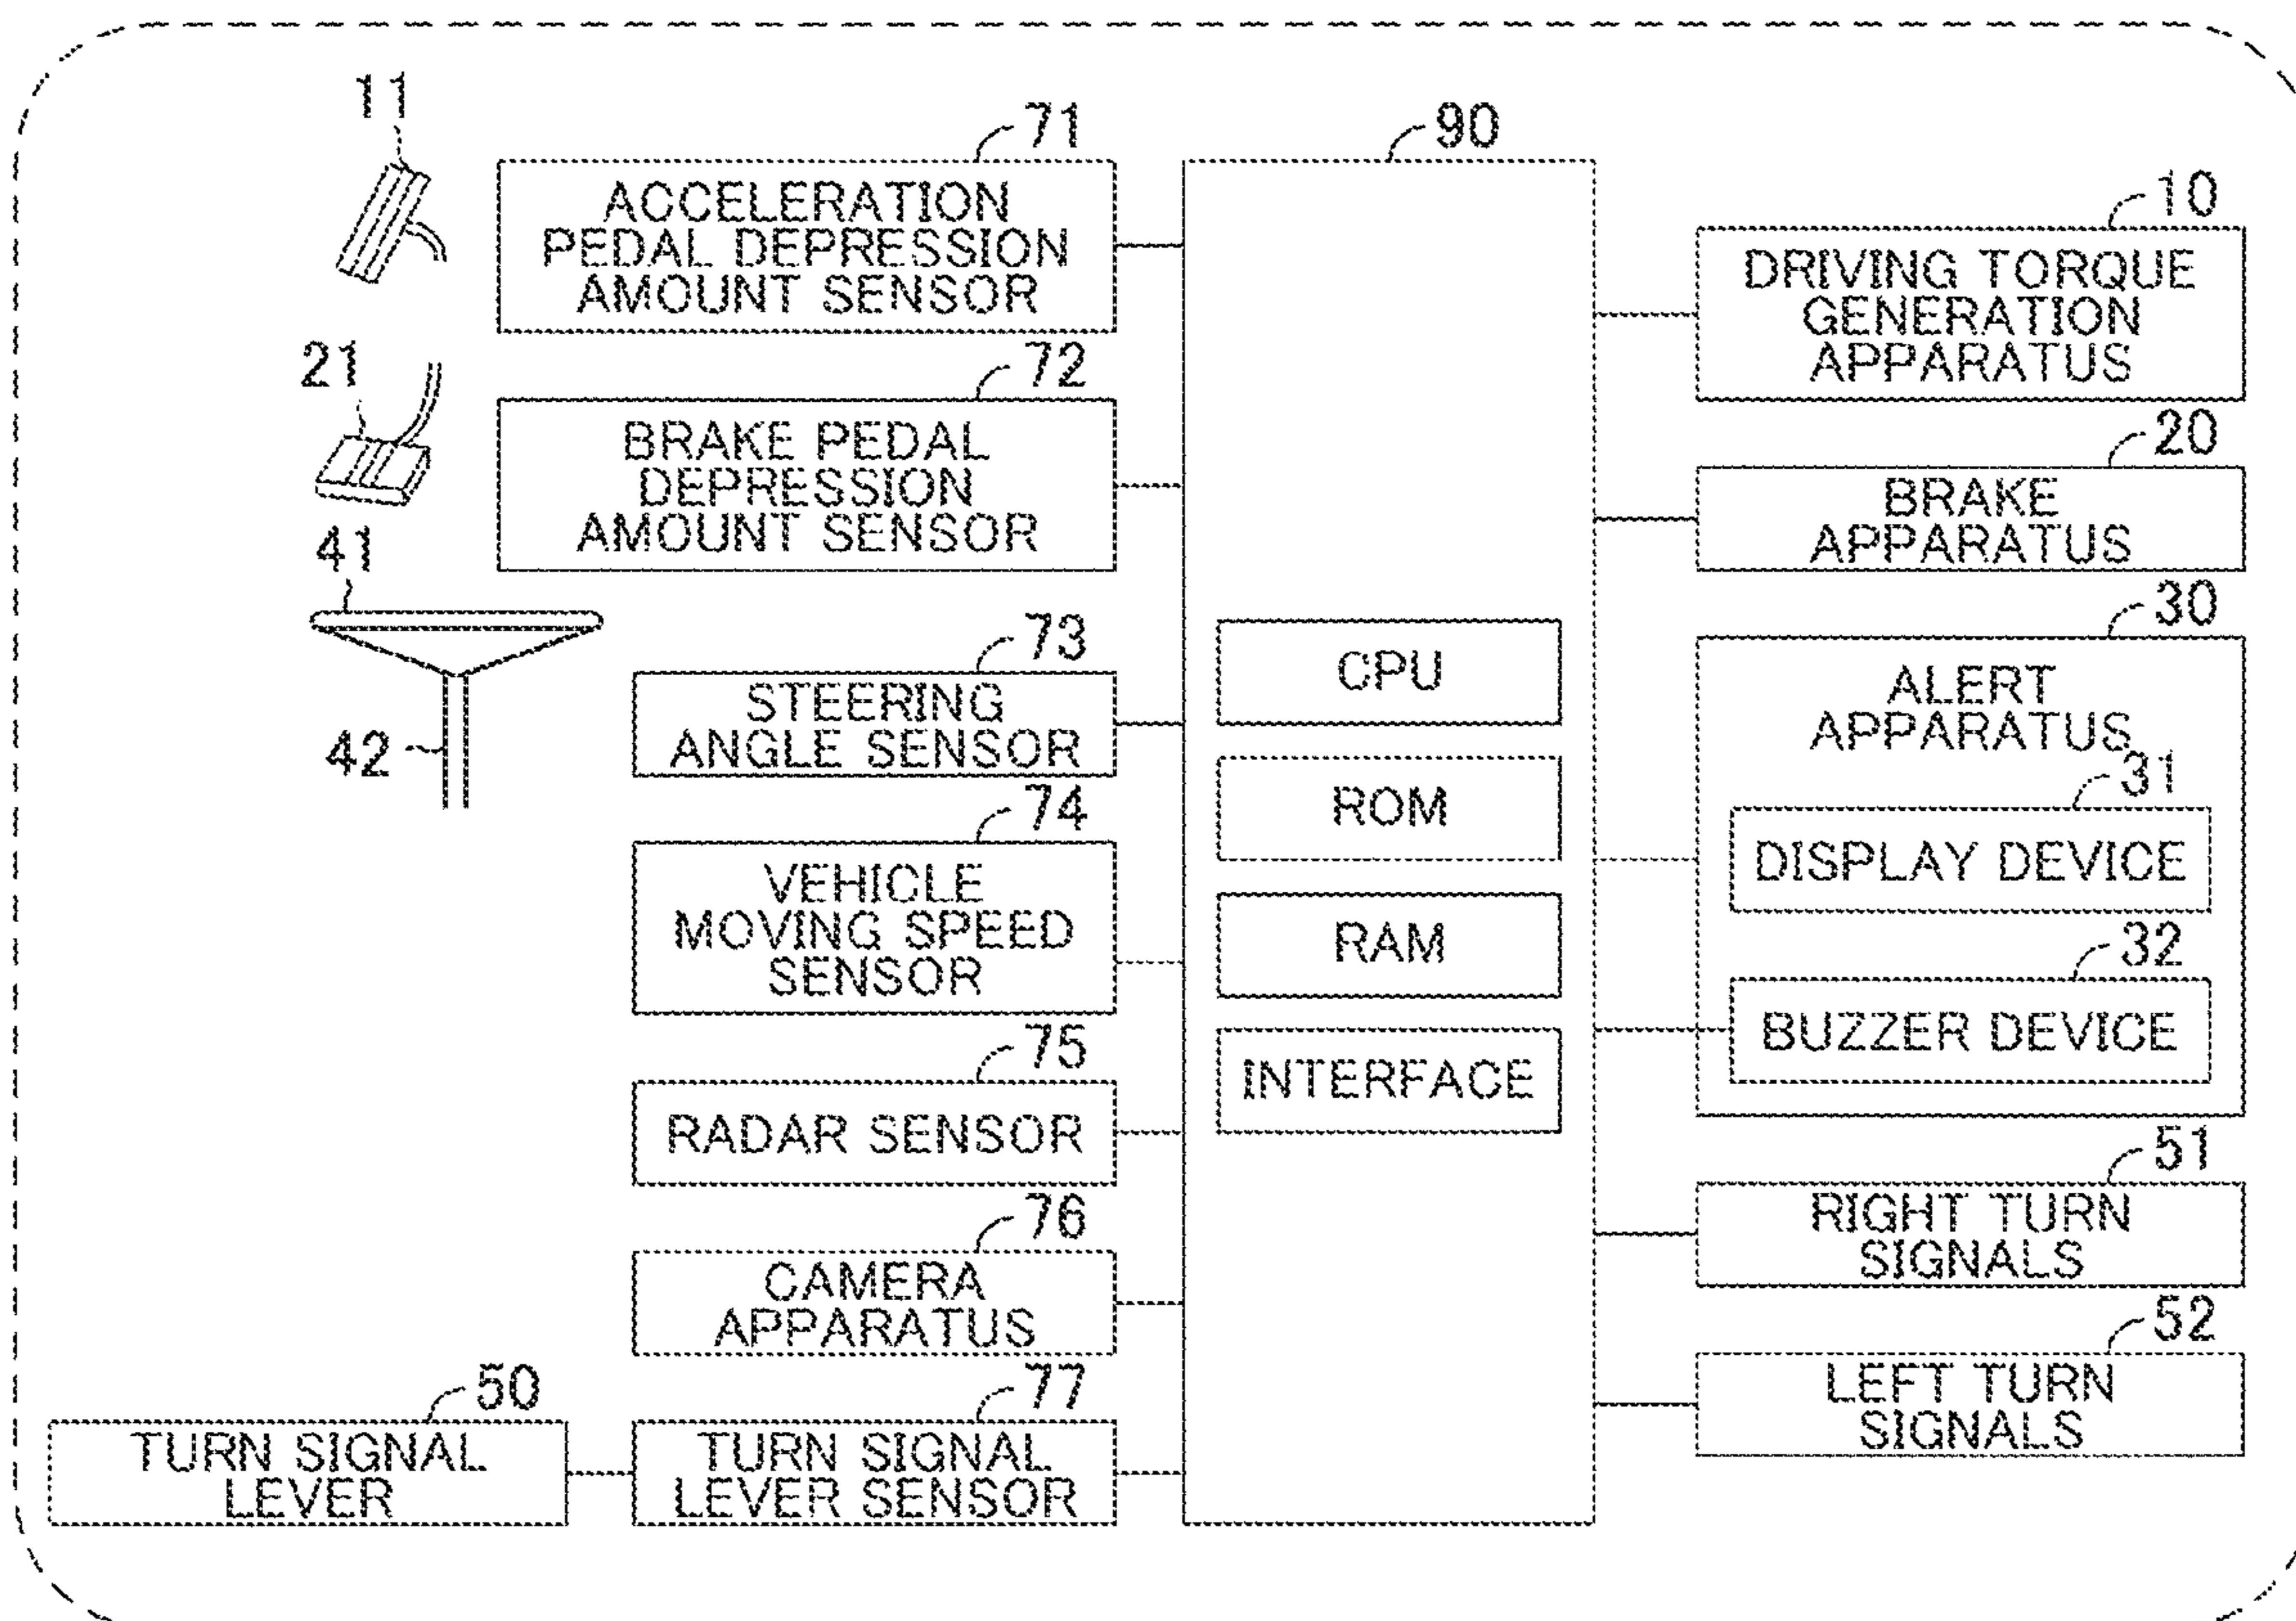 11
71
ACCELERATION
PEDAL DEPRESSION
AMOUNT SENSOR
21
72
BRAKE PEDAL
DEPRESSION
AMOUNT SENSOR
41
42
73
STEERING
ANGLE SENSOR
74
VEHICLE
MOVING SPEED
SENSOR
75
RADAR SENSOR
76
CAMERA
APPARATUS
50
TURN SIGNAL
LEVER
77
TURN SIGNAL
LEVER SENSOR
90
CPU
ROM
RAM
INTERFACE
10
DRIVING TORQUE
GENERATION
APPARATUS
20
BRAKE
APPARATUS
30
ALERT
APPARATUS
31
DISPLAY DEVICE
32
BUZZER DEVICE
51
RIGHT TURN
SIGNALS
52
LEFT TURN
SIGNALS